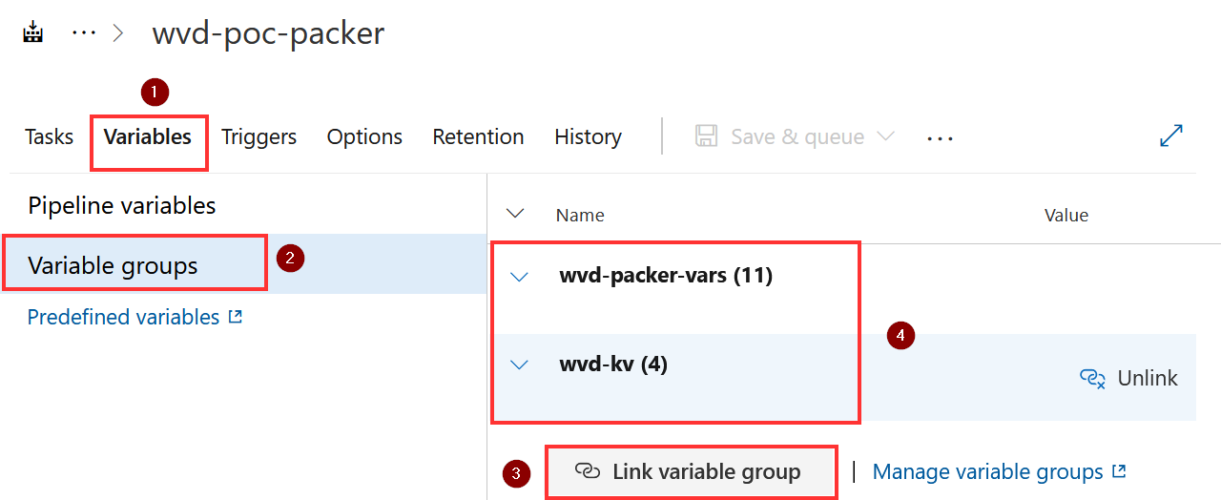 ··· > wvd-poc-packer
1
Tasks Variables Triggers Options Retention History Save & queue ···
Pipeline variables
Name Value
Variable groups 2
wvd-packer-vars (11)
Predefined variables
4
wvd-kv (4)
Unlink
3 Link variable group | Manage variable groups